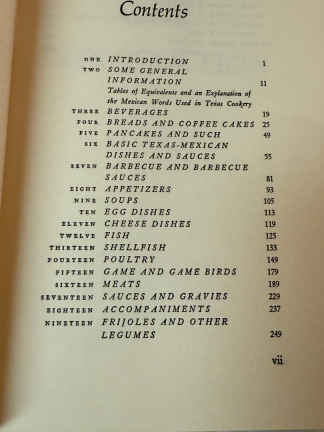 Contents
ONE INTRODUCTION 1
TWO SOME GENERAL
INFORMATION 11
Tables of Equivalents and an Explanation of
the Mexican Words Used in Texas Cookery
THREE BEVERAGES 19
FOUR BREADS AND COFFEE CAKES 25
FIVE PANCAKES AND SUCH 49
SIX BASIC TEXAS-MEXICAN
DISHES AND SAUCES 55
SEVEN BARBECUE AND BARBECUE
SAUCES 81
EIGHT APPETIZERS 93
NINE SOUPS 105
TEN EGG DISHES 113
ELEVEN CHEESE DISHES 119
TWELVE FISH 125
THIRTEEN SHELLFISH 133
FOURTEEN POULTRY 149
FIFTEEN GAME AND GAME BIRDS 179
SIXTEEN MEATS 189
SEVENTEEN SAUCES AND GRAVIES 229
EIGHTEEN ACCOMPANIMENTS 237
NINETEEN FRIJOLES AND OTHER
LEGUMES 249
vii